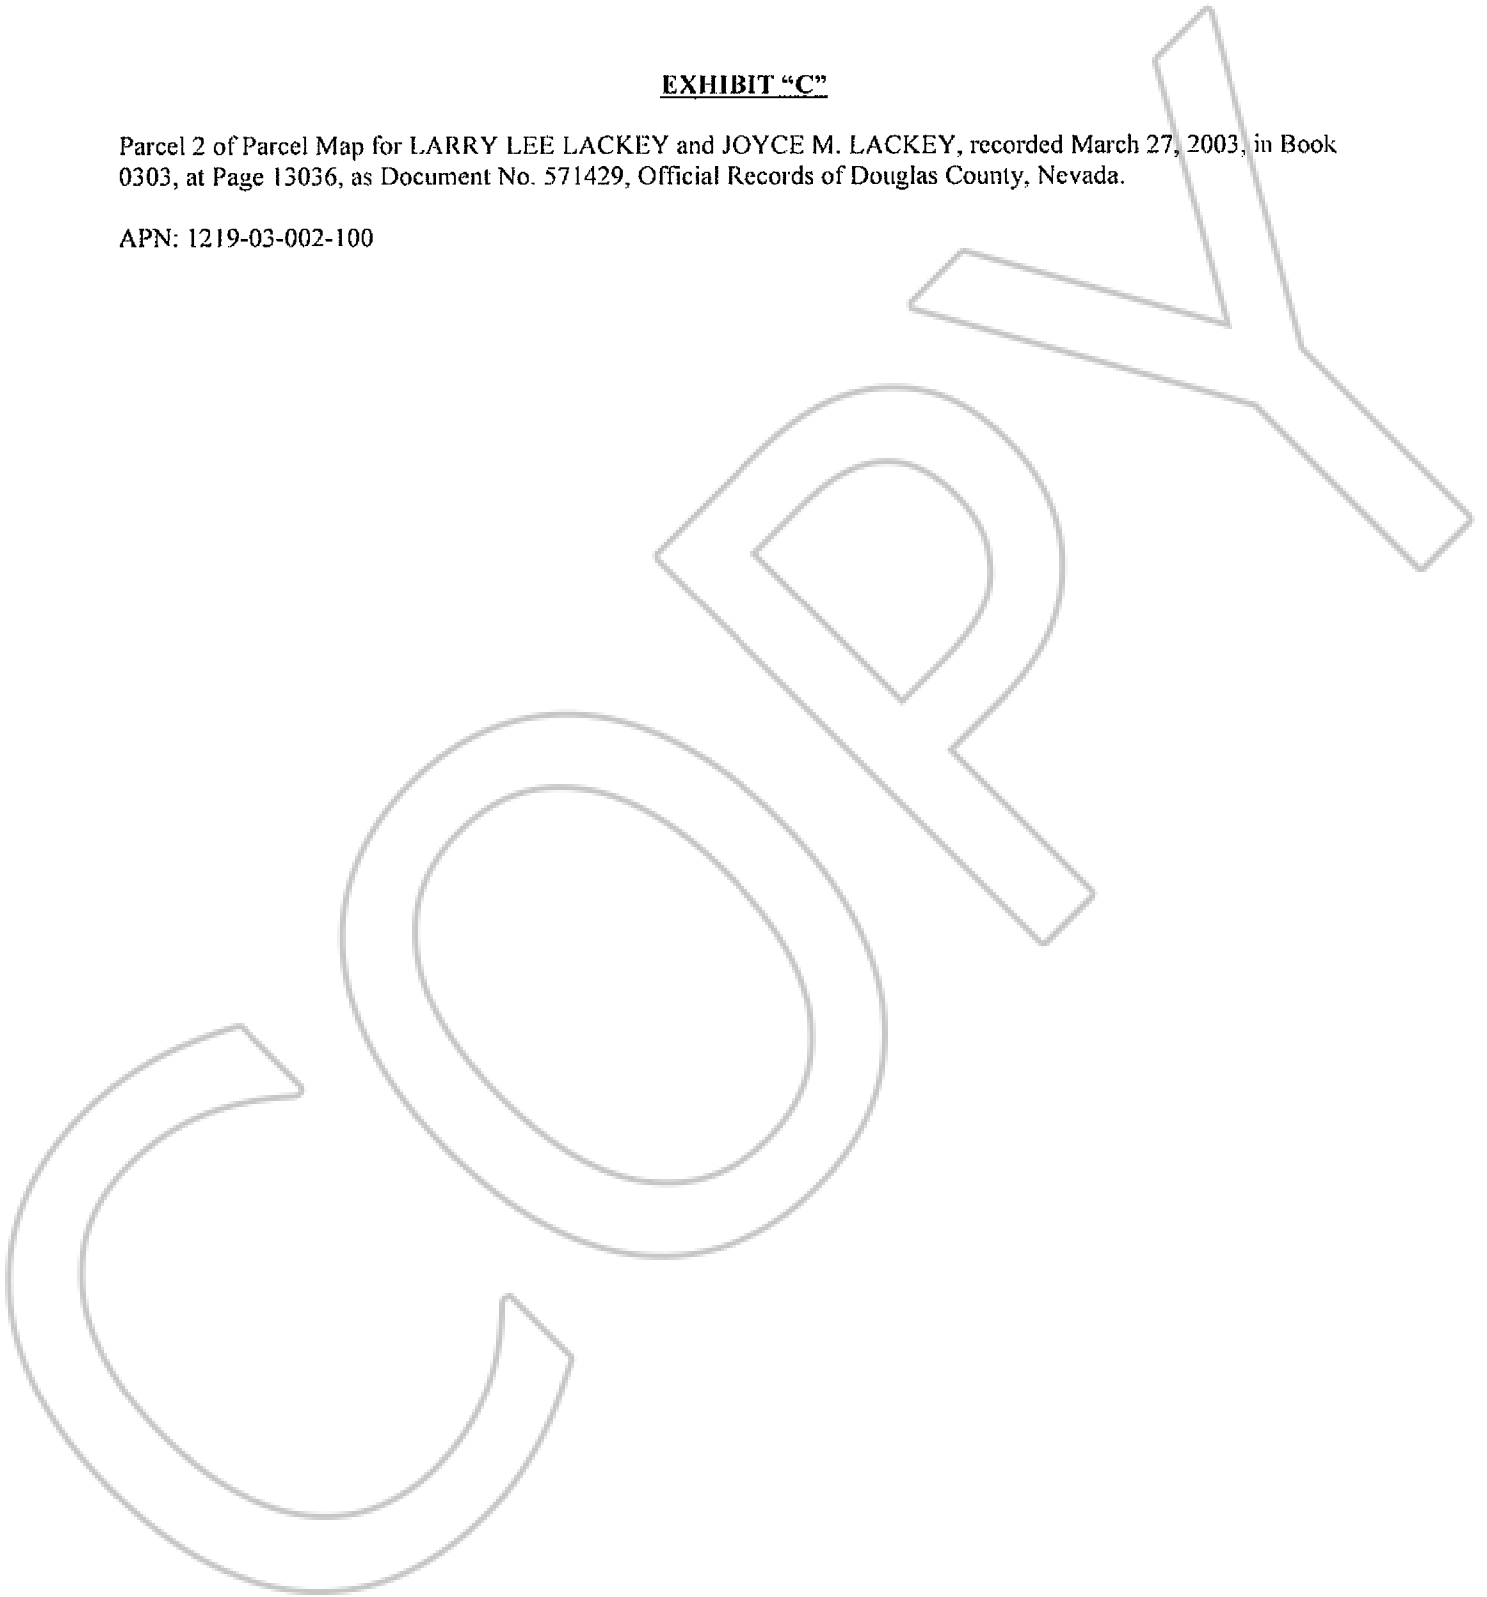 EXHIBIT “C”
Parcel 2 of Parcel Map for LARRY LEE LACKEY and JOYCE M. LACKEY, recorded March 27, 2003, in Book
0303, at Page 13036, as Document No. 571429, Official Records of Douglas County, Nevada.
APN: 1219-03-002-100
COPY